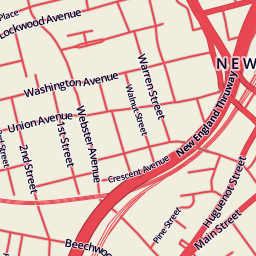 Place
Lockwood Avenue
NEW
Washington Avenue
Warren Street
Walnut Street
New England Thruway
Union Avenue
Webster Avenue
1st Street
2nd Street
Street
Crescent Avenue
Huguenot Street
Main Street
Pine Street
Beechwo